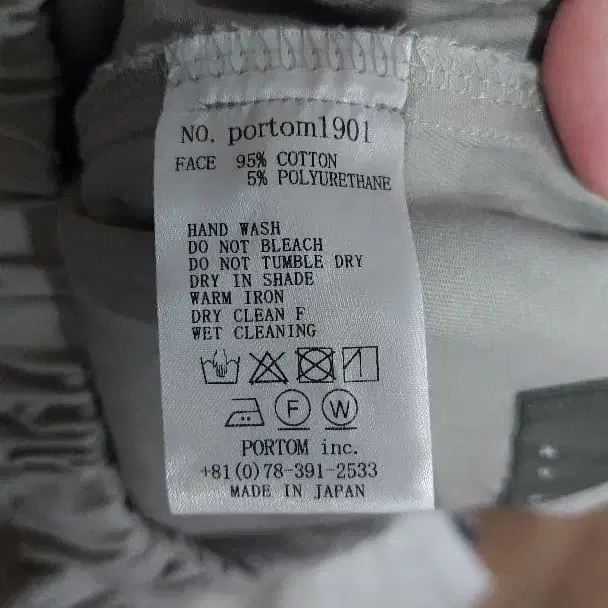 NO. portom1901
FACE 95% COTTON
5% POLYURETHANE
HAND WASH
DO NOT BLEACH
DO NOT TUMBLE DRY
DRY IN SHADE
WARM IRON
DRY CLEAN F
WET CLEANING
F W
PORTOM inc.
+81(0)78-391-2533
MADE IN JAPAN